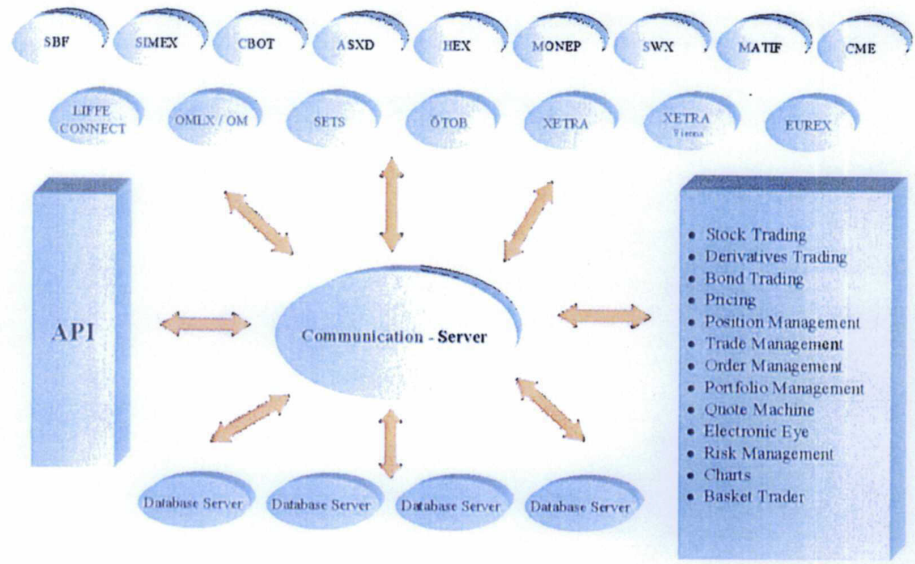 SBF
SIMEX
CBOT
ASXD
HEX
MONEP
SWX
MATIF
CME
LIFFE
CONNECT
OMLX / OM
SETS
ÖTOB
XETRA
XETRA
Vienna
EUREX
API
Communication - Server
• Stock Trading
• Derivatives Trading
• Bond Trading
• Pricing
• Position Management
• Trade Management
• Order Management
• Portfolio Management
• Quote Machine
• Electronic Eye
• Risk Management
• Charts
• Basket Trader
Database Server
Database Server
Database Server
Database Server